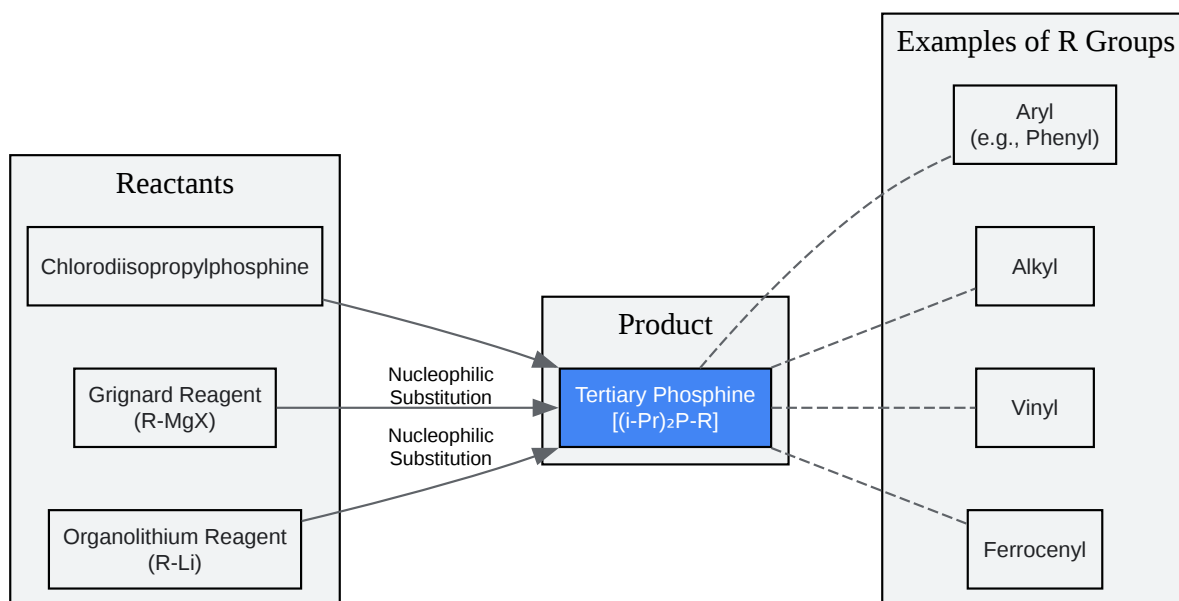 Reactants
Chlorodiisopropylphosphine
Grignard Reagent
(R-MgX)
Organolithium Reagent
(R-Li)
Nucleophilic
Substitution
Nucleophilic
Substitution
Product
Tertiary Phosphine
[(i-Pr)₂P-R]
Examples of R Groups
Aryl
(e.g., Phenyl)
Alkyl
Vinyl
Ferrocenyl